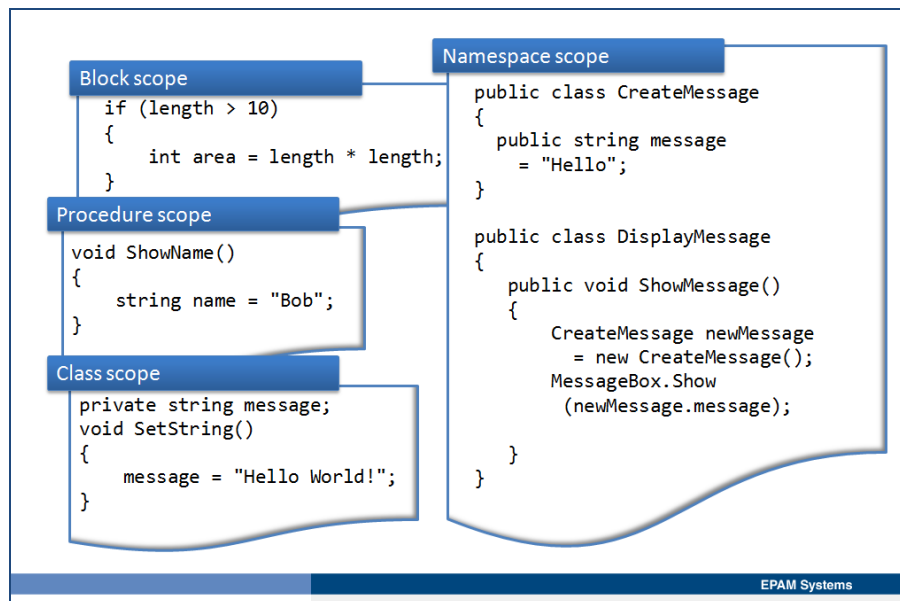 Block scope
if (length > 10)
{
int area = length * length;
}
Procedure scope
void ShowName()
{
string name = "Bob";
}
Class scope
private string message;
void SetString()
{
message = "Hello World!";
}
Namespace scope
public class CreateMessage
{
public string message
= "Hello";
}
public class DisplayMessage
{
public void ShowMessage()
{
CreateMessage newMessage
= new CreateMessage();
MessageBox.Show
(newMessage.message);
}
}
EPAM Systems